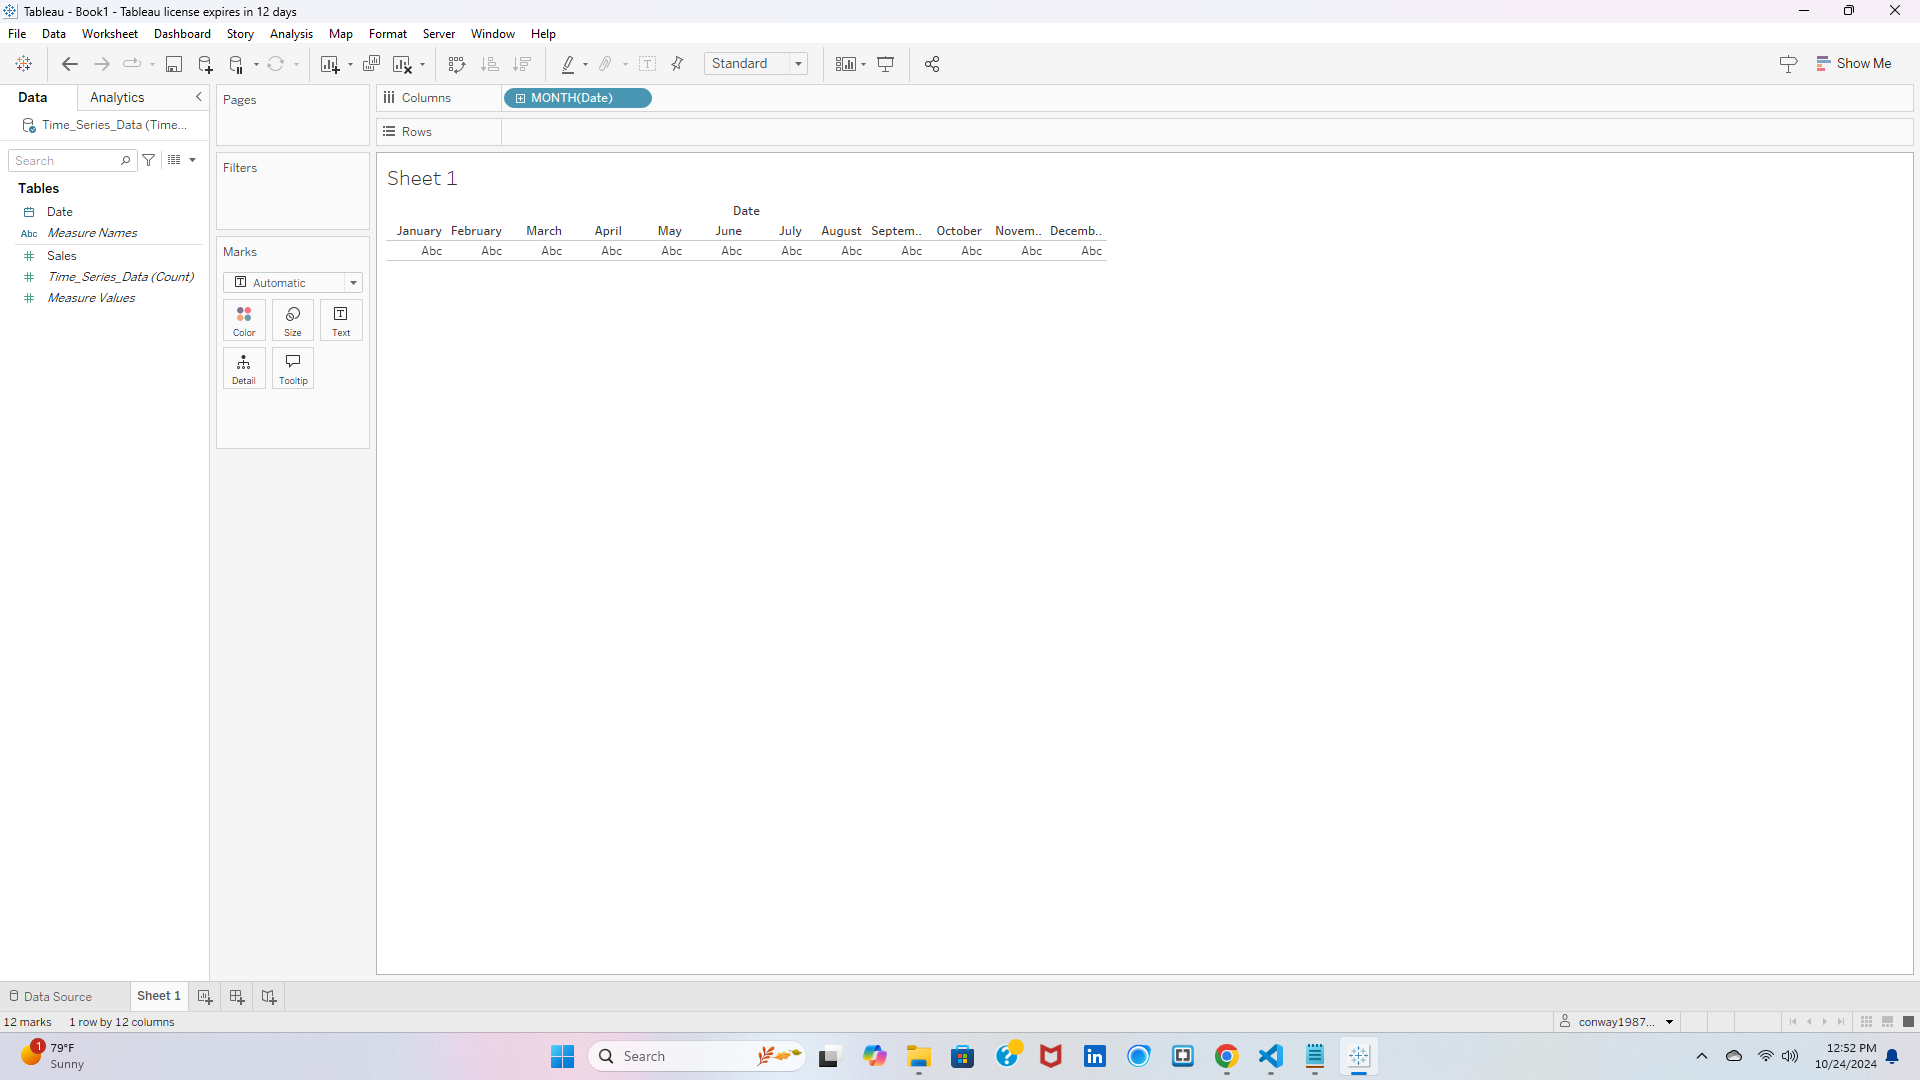 Tableau - Book1 - Tableau license expires in 12 days
File Data Worksheet Dashboard Story Analysis Map Format Server Window Help
Standard
Show Me
Data Analytics
Time_Series_Data (Time...
Search
Tables
Date
Abc Measure Names
Sales
Time_Series_Data (Count)
Measure Values
Pages
Filters
Marks
Automatic
Color Size Text
Detail Tooltip
Columns MONTH(Date)
Rows
Sheet 1
Date
January February March April May June July August Septem.. October Novem.. Decemb..
Abc Abc Abc Abc Abc Abc Abc Abc Abc Abc Abc Abc
Data Source Sheet 1
12 marks 1 row by 12 columns
conway1987...
1
79°F
Sunny
Search
12:52 PM
10/24/2024